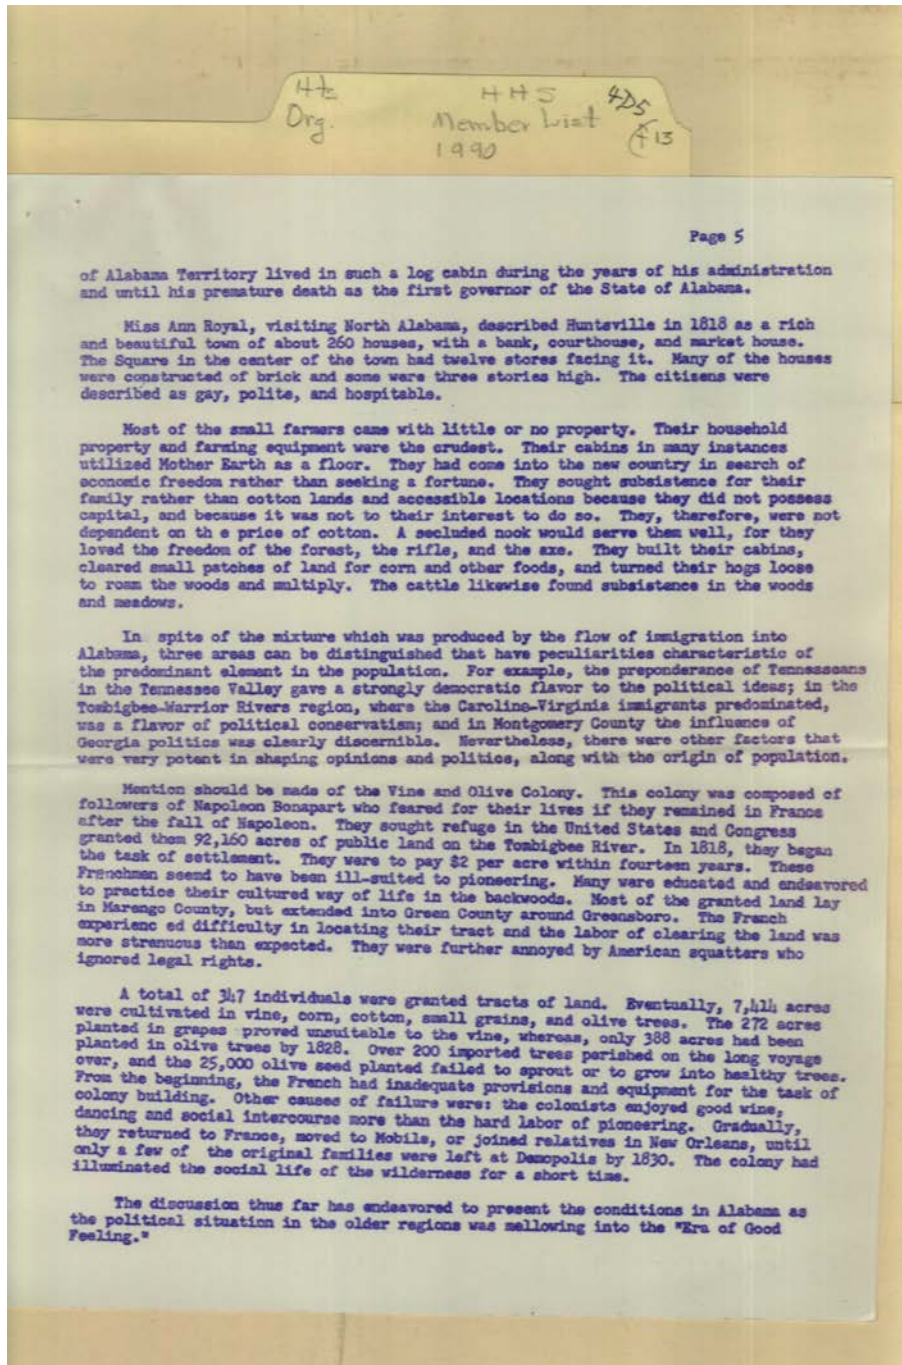 Hts HHS 4D5
Org. Member List F13
1990
Page 5
of Alabama Territory lived in such a log cabin during the years of his administration
and until his premature death as the first governor of the State of Alabama.
Miss Ann Royal, visiting North Alabama, described Huntsville in 1818 as a rich
and beautiful town of about 260 houses, with a bank, courthouse, and market house.
The Square in the center of the town had twelve stores facing it. Many of the houses
were constructed of brick and some were three stories high. The citizens were
described as gay, polite, and hospitable.
Most of the small farmers came with little or no property. Their household
property and farming equipment were the crudest. Their cabins in many instances
utilized Mother Earth as a floor. They had come into the new country in search of
economic freedom rather than seeking a fortune. They sought subsistence for their
family rather than cotton lands and accessible locations because they did not possess
capital, and because it was not to their interest to do so. They, therefore, were not
dependent on th e price of cotton. A secluded nook would serve them well, for they
loved the freedom of the forest, the rifle, and the axe. They built their cabins,
cleared small patches of land for corn and other foods, and turned their hogs loose
to roam the woods and multiply. The cattle likewise found subsistence in the woods
and meadows.
In spite of the mixture which was produced by the flow of immigration into
Alabama, three areas can be distinguished that have peculiarities characteristic of
the predominant element in the population. For example, the preponderance of Tennesseans
in the Tennessee Valley gave a strongly democratic flavor to the political ideas; in the
Tombigbee-Warrior Rivers region, where the Caroline-Virginia immigrants predominated,
was a flavor of political conservatism; and in Montgomery County the influence of
Georgia politics was clearly discernible. Nevertheless, there were other factors that
were very potent in shaping opinions and politics, along with the origin of population.
Mention should be made of the Vine and Olive Colony. This colony was composed of
followers of Napoleon Bonapart who feared for their lives if they remained in France
after the fall of Napoleon. They sought refuge in the United States and Congress
granted them 92,160 acres of public land on the Tombigbee River. In 1818, they began
the task of settlement. They were to pay $2 per acre within fourteen years. These
Frenchmen seemd to have been ill-suited to pioneering. Many were educated and endeavored
to practice their cultured way of life in the backwoods. Most of the granted land lay
in Marengo County, but extended into Green County around Greensboro. The French
experienc ed difficulty in locating their tract and the labor of clearing the land was
more strenuous than expected. They were further annoyed by American squatters who
ignored legal rights.
A total of 347 individuals were granted tracts of land. Eventually, 7,414 acres
were cultivated in vine, corn, cotton, small grains, and olive trees. The 272 acres
planted in grapes proved unsuitable to the vine, whereas, only 388 acres had been
planted in olive trees by 1828. Over 200 imported trees perished on the long voyage
over, and the 25,000 olive seed planted failed to sprout or to grow into healthy trees.
From the beginning, the French had inadequate provisions and equipment for the task of
colony building. Other causes of failure were: the colonists enjoyed good wine,
dancing and social intercourse more than the hard labor of pioneering. Gradually,
they returned to France, moved to Mobile, or joined relatives in New Orleans, until
only a few of the original families were left at Demopolis by 1830. The colony had
illuminated the social life of the wilderness for a short time.
The discussion thus far has endeavored to present the conditions in Alabama as
the political situation in the older regions was mellowing into the "Era of Good
Feeling."